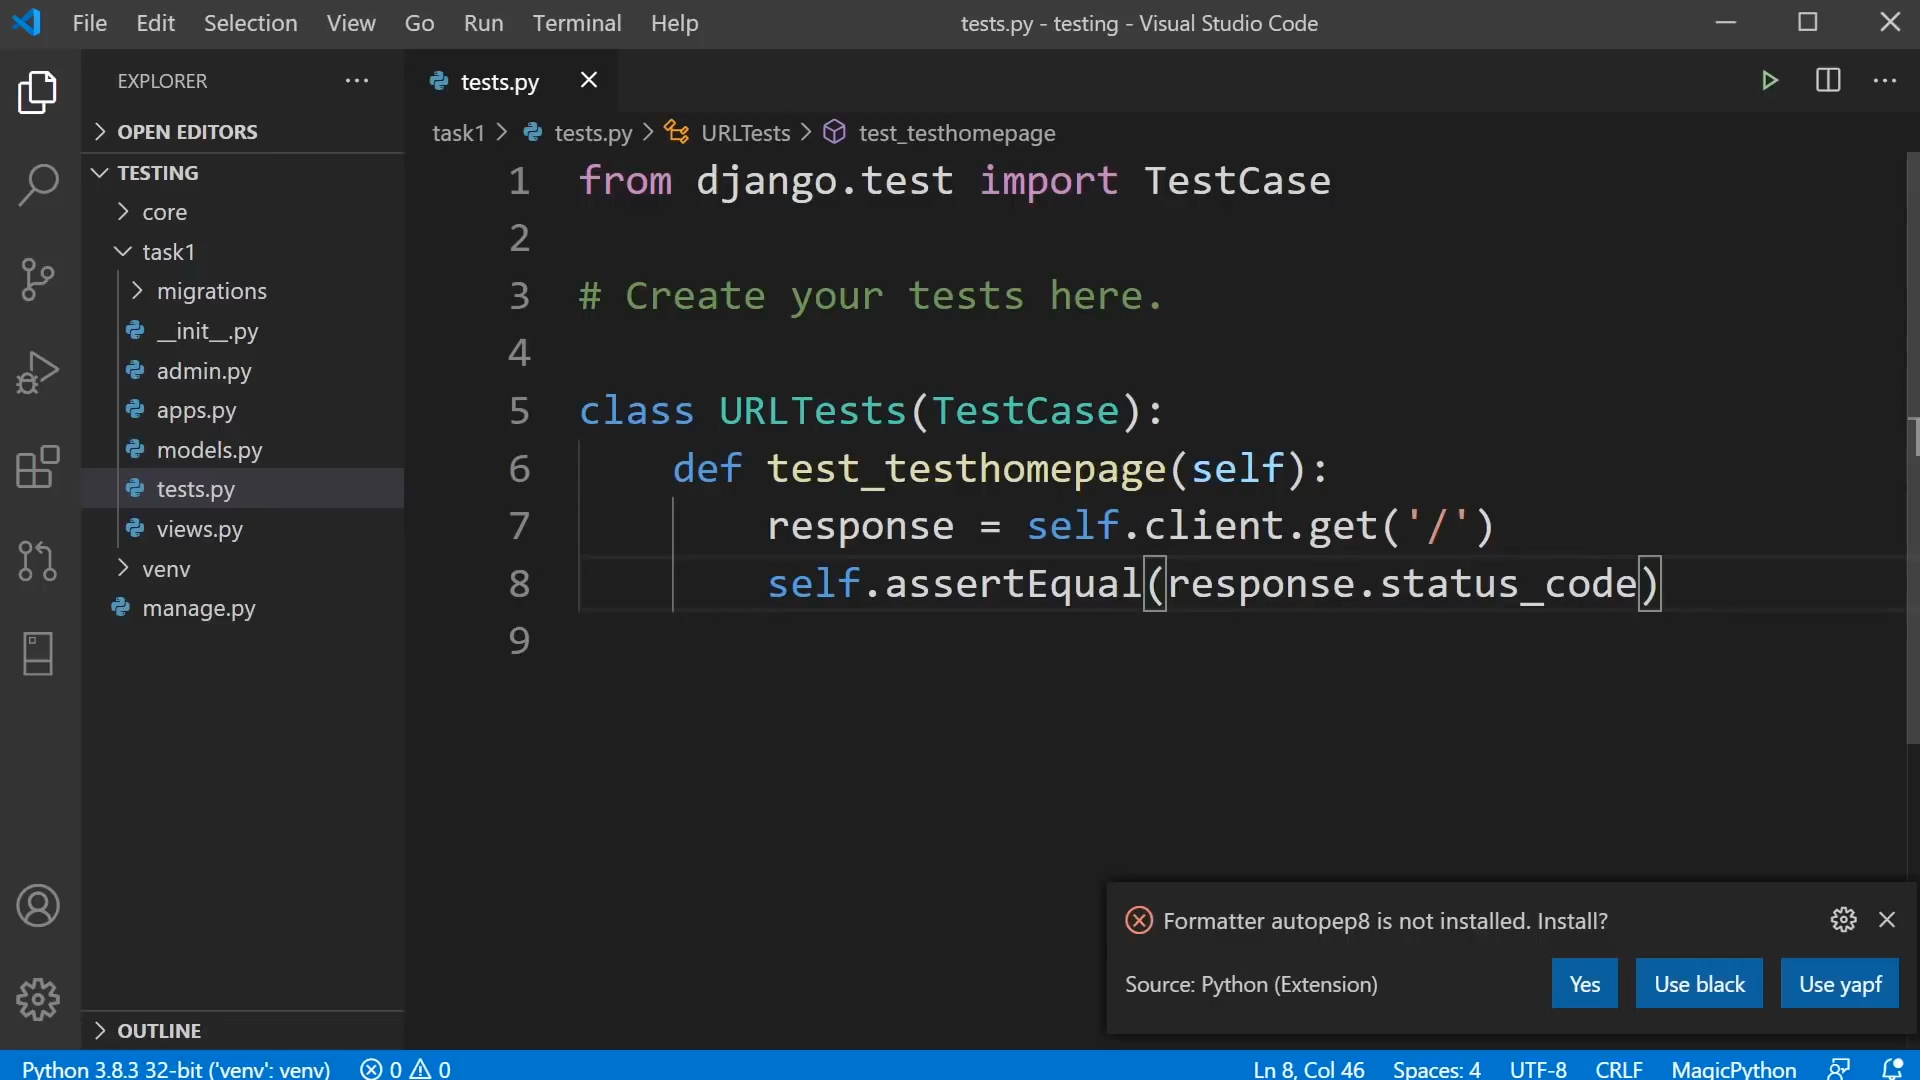 File Edit Selection View Go Run Terminal Help
tests.py - testing - Visual Studio Code
EXPLORER
OPEN EDITORS
TESTING
core
task1
migrations
__init__.py
admin.py
apps.py
models.py
tests.py
views.py
venv
manage.py
OUTLINE
tests.py
task1 > tests.py > URLTests > test_testhomepage
1 from django.test import TestCase
2
3 # Create your tests here.
4
5 class URLTests(TestCase):
6 def test_testhomepage(self):
7 response = self.client.get('/')
8 self.assertEqual(response.status_code)
9
Formatter autopep8 is not installed. Install?
Source: Python (Extension)
Yes
Use black
Use yapf
Python 3.8.3 32-bit ('venv': venv) 0 0 Ln 8, Col 46 Spaces: 4 UTF-8 CRLF MagicPython